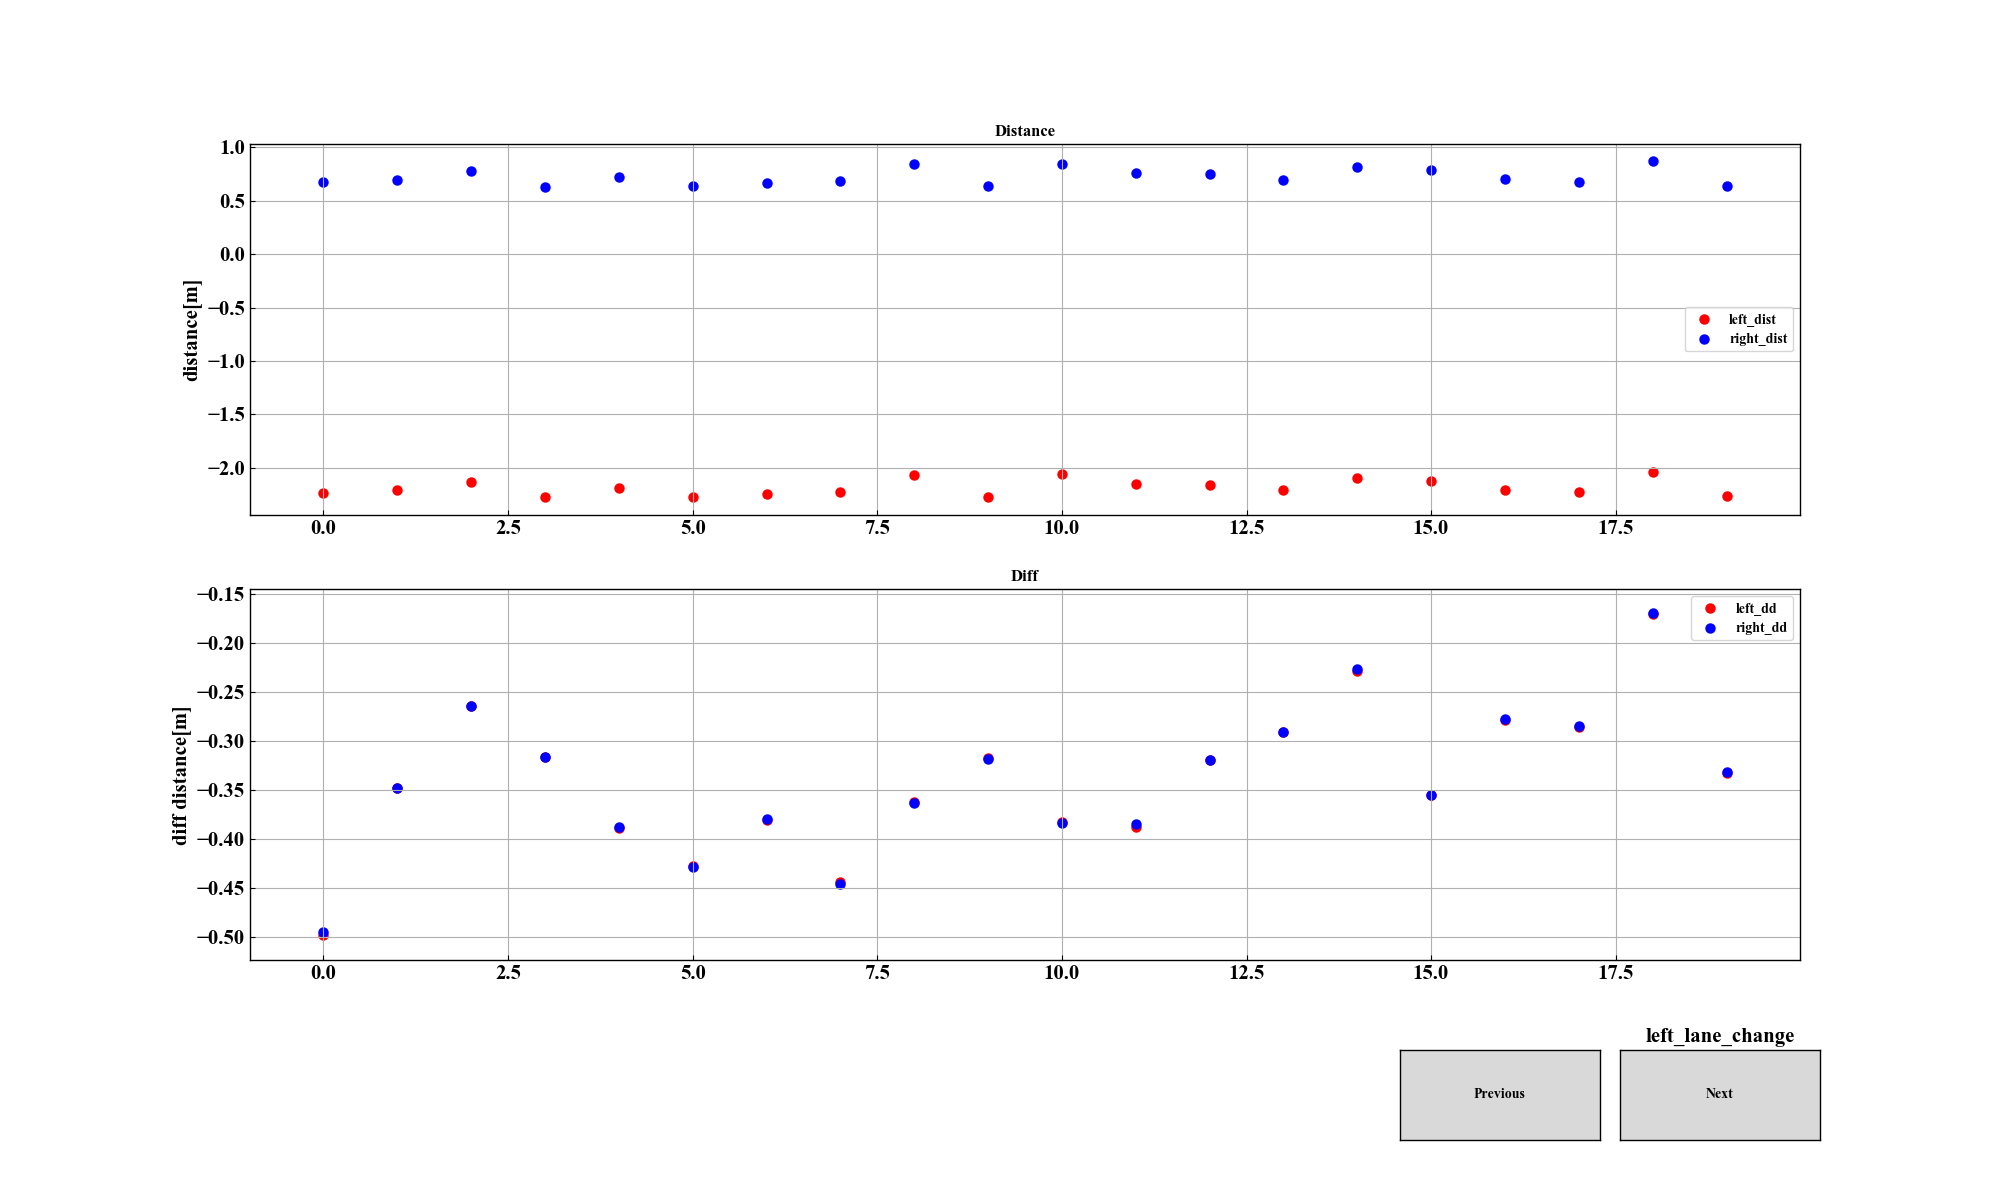 Distance
1.0
0.5
0.0
−0.5
−1.0
−1.5
−2.0
distance[m]
left_dist
right_dist
0.0 2.5 5.0 7.5 10.0 12.5 15.0 17.5
Diff
−0.15
−0.20
−0.25
−0.30
−0.35
−0.40
−0.45
−0.50
diff distance[m]
left_dd
right_dd
0.0 2.5 5.0 7.5 10.0 12.5 15.0 17.5
left_lane_change
Previous Next